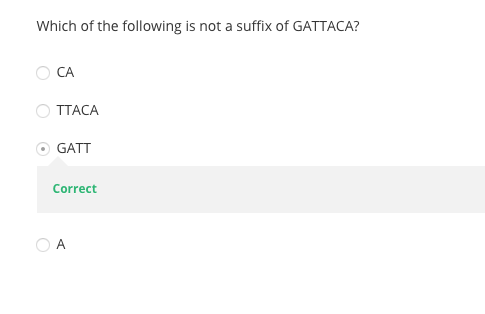 Which of the following is not a suffix of GATTACA?
CA
TTACA
GATT
Correct
A